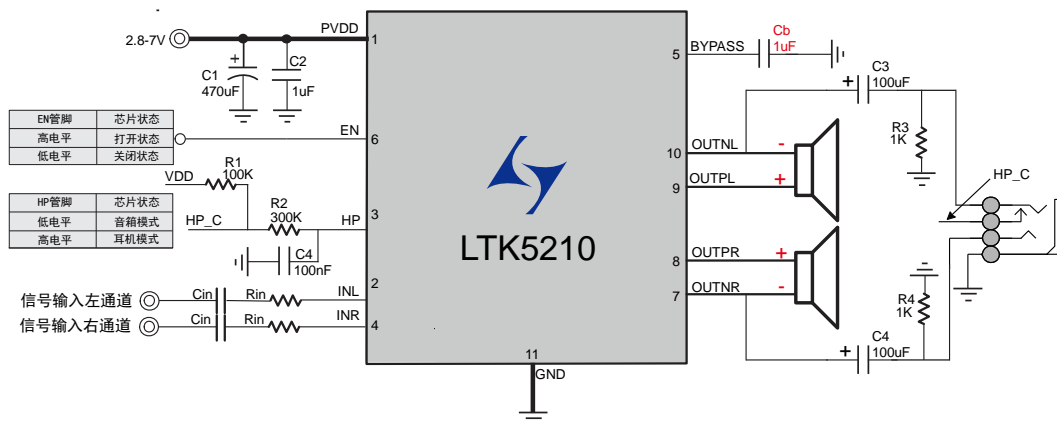 2.8-7V
PVDD
1
C1
470uF
C2
1uF
EN管脚 芯片状态
高电平 打开状态
低电平 关闭状态
EN
6
VDD
R1
100K
HP管脚 芯片状态
低电平 音箱模式
高电平 耳机模式
HP_C
R2
300K
HP
3
C4
100nF
信号输入左通道
Cin
Rin
INL
2
信号输入右通道
Cin
Rin
INR
4
LTK5210
11
GND
5
BYPASS
Cb
1uF
C3
100uF
R3
1K
10
OUTNL
-
9
OUTPL
+
HP_C
8
OUTPR
+
7
OUTNR
-
R4
1K
C4
100uF
+
+
+